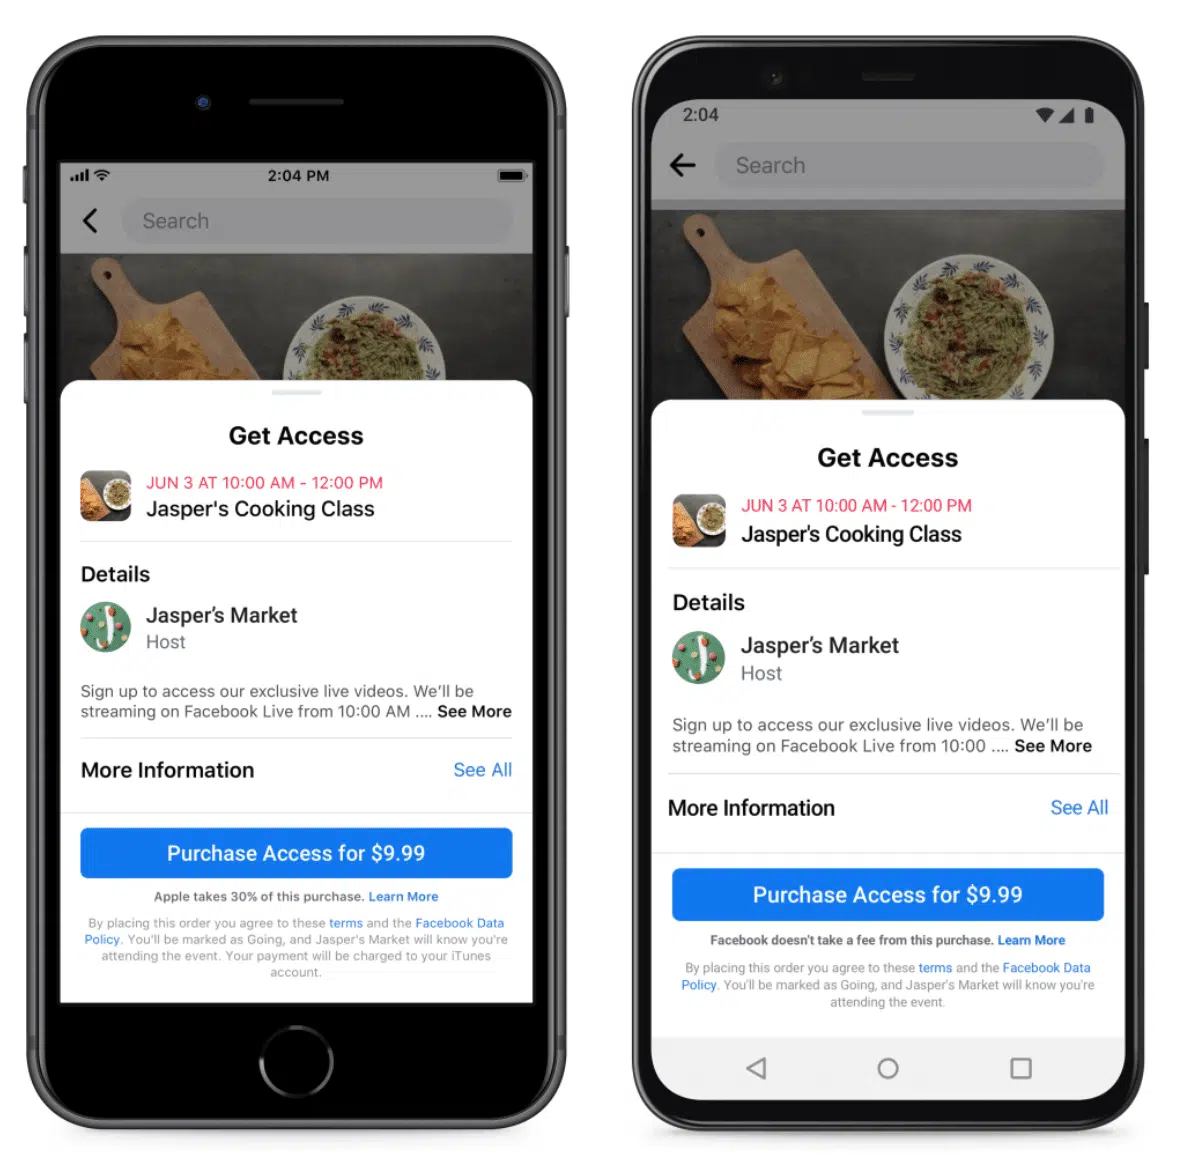 2:04 PM
Search
Get Access
JUN 3 AT 10:00 AM - 12:00 PM
Jasper's Cooking Class
Details
Jasper's Market
Host
Sign up to access our exclusive live videos. We'll be
streaming on Facebook Live from 10:00 AM .... See More
More Information
See All
Purchase Access for $9.99
Apple takes 30% of this purchase. Learn More
By placing this order you agree to these terms and the Facebook Data
Policy. You'll be marked as Going, and Jasper's Market will know you're
attending the event. Your payment will be charged to your iTunes
account.
2:04
Search
Get Access
JUN 3 AT 10:00 AM - 12:00 PM
Jasper's Cooking Class
Details
Jasper's Market
Host
Sign up to access our exclusive live videos. We'll be
streaming on Facebook Live from 10:00 .... See More
More Information
See All
Purchase Access for $9.99
Facebook doesn't take a fee from this purchase. Learn More
By placing this order you agree to these terms and the Facebook Data
Policy. You'll be marked as Going, and Jasper's Market will know you're
attending the event.